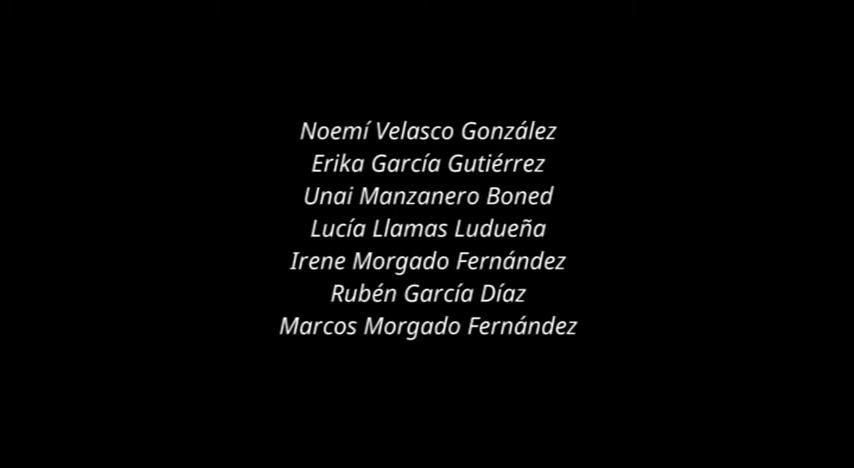 Noemí Velasco González
Erika García Gutiérrez
Unai Manzanero Boned
Lucía Llamas Ludueña
Irene Morgado Fernández
Rubén García Díaz
Marcos Morgado Fernández